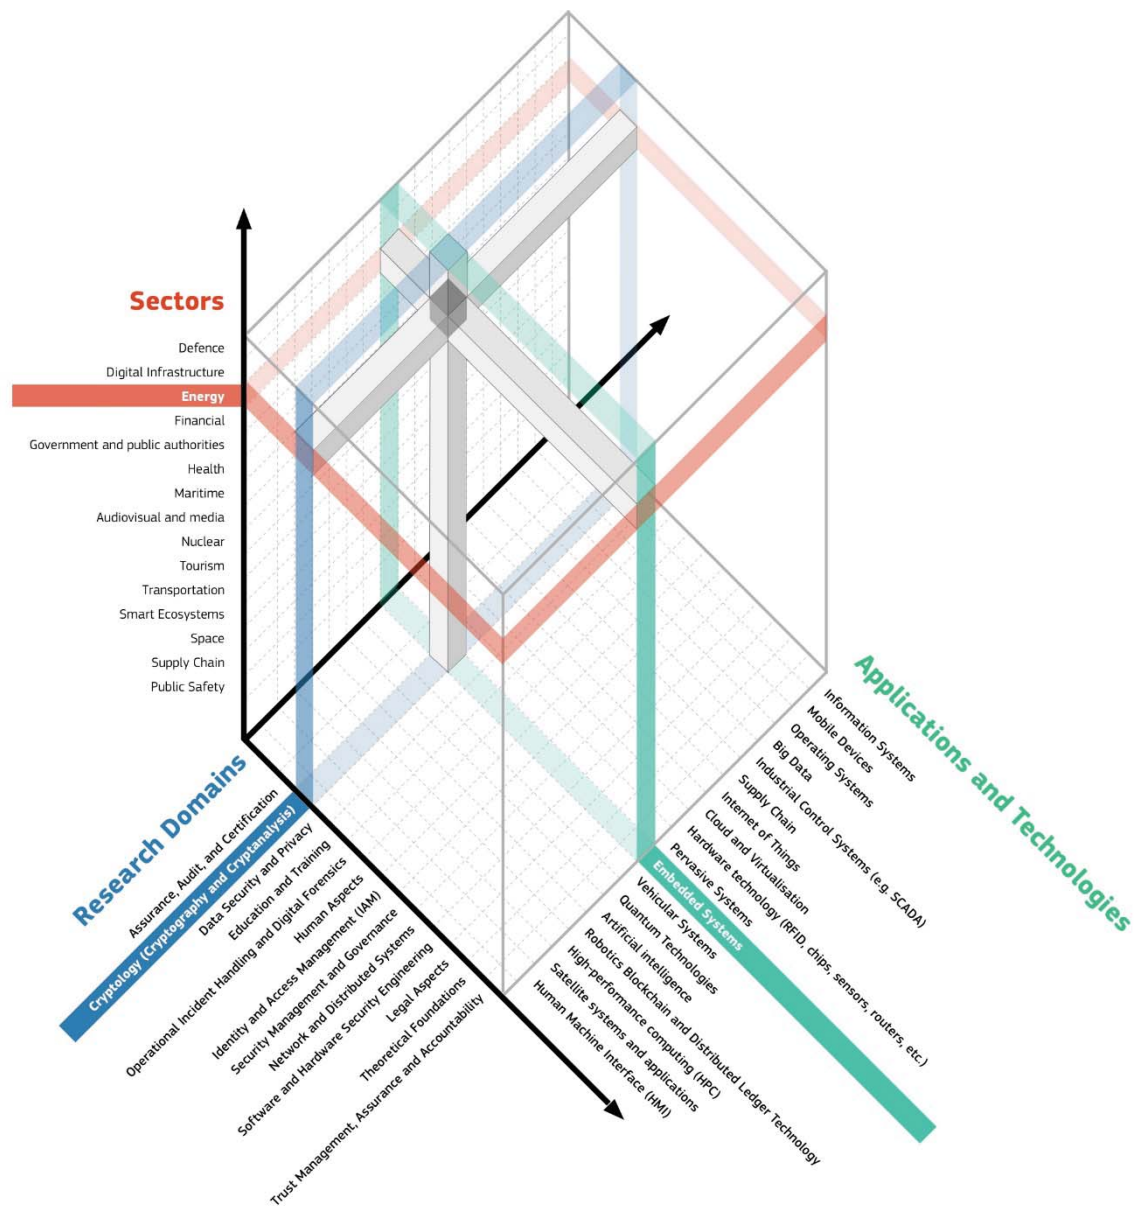 Sectors
Defence
Digital Infrastructure
Energy
Financial
Government and public authorities
Health
Maritime
Audiovisual and media
Nuclear
Tourism
Transportation
Smart Ecosystems
Space
Supply Chain
Public Safety
Research Domains
Assurance, Audit, and Certification
Cryptology (Cryptography and Cryptanalysis)
Data Security and Privacy
Education and Training
Operational Incident Handling and Digital Forensics
Human Aspects
Identity and Access Management (IAM)
Security Management and Governance
Network and Distributed Systems
Software and Hardware Security Engineering
Legal Aspects
Theoretical Foundations
Trust Management, Assurance and Accountability
Applications and Technologies
Information Systems
Mobile Devices
Operating Systems
Big Data
Industrial Control Systems (e.g. SCADA)
Supply Chain
Internet of Things
Cloud and Virtualisation
Hardware technology (RFID, chips, sensors, routers, etc.)
Pervasive Systems
Embedded Systems
Vehicular Systems
Quantum Technologies
Artificial intelligence
Robotics Blockchain and Distributed Ledger Technology
High-performance computing (HPC)
Satellite systems and applications
Human Machine Interface (HMI)